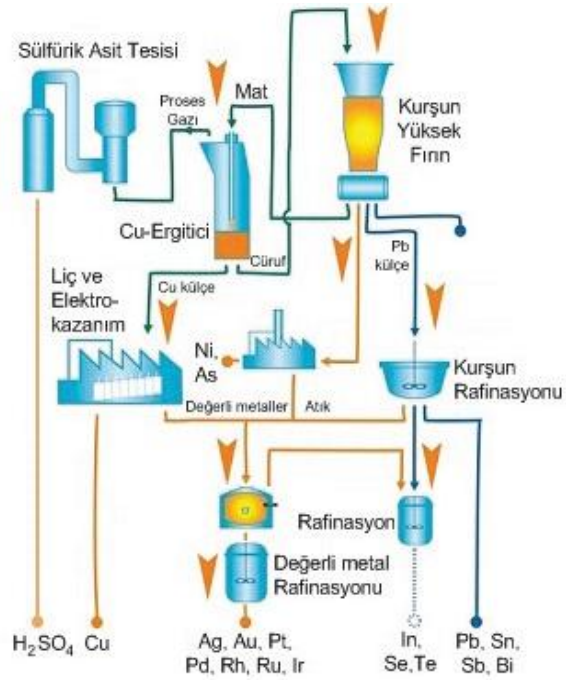 Sülfürik Asit Tesisi
Proses
Gazı
Mat
Kurşun
Yüksek
Fırın
Cu-Ergitici
Cüruf
Pb
külçe
Liç ve
Elektro-
kazanım
Cu külçe
Ni,
As
Kurşun
Rafinasyonu
Değerli metaller
Atık
Rafinasyon
Değerli metal
Rafinasyonu
H₂SO₄
Cu
Ag, Au, Pt,
Pd, Rh, Ru, Ir
In,
Se,Te
Pb, Sn,
Sb, Bi